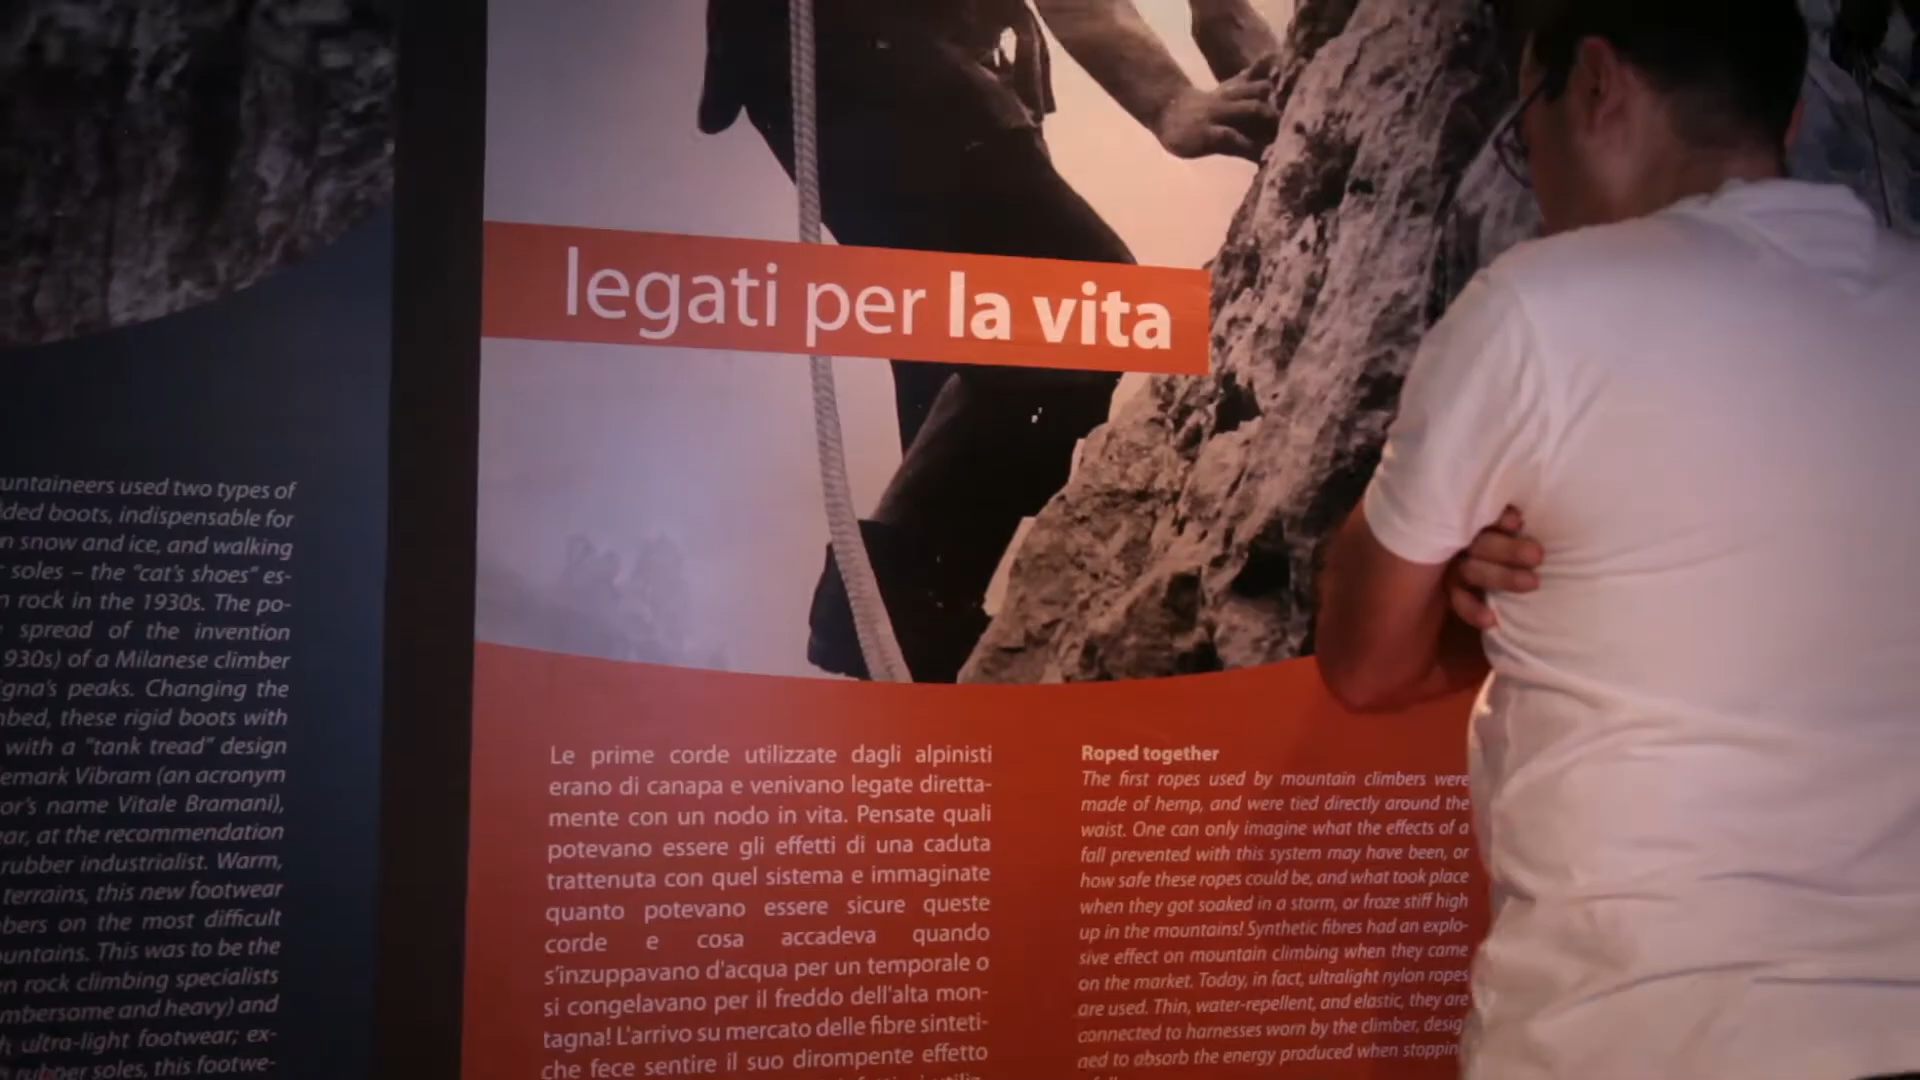 untaineers used two types of
ded boots, indispensable for
n snow and ice, and walking
soles – the "cat's shoes" es-
n rock in the 1930s. The po-
spread of the invention
930s) of a Milanese climber
igna's peaks. Changing the
nbed, these rigid boots with
with a "tank tread" design
emark Vibram (an acronym
or's name Vitale Bramani),
ear, at the recommendation
rubber industrialist. Warm,
terrains, this new footwear
bers on the most difficult
untains. This was to be the
n rock climbing specialists
mbersome and heavy) and
h ultra-light footwear; ex-
rubber soles, this footwe-
legati per la vita
Le prime corde utilizzate dagli alpinisti
erano di canapa e venivano legate diretta-
mente con un nodo in vita. Pensate quali
potevano essere gli effetti di una caduta
trattenuta con quel sistema e immaginate
quanto potevano essere sicure queste
corde e cosa accadeva quando
s'inzuppavano d'acqua per un temporale o
si congelavano per il freddo dell'alta mon-
tagna! L'arrivo su mercato delle fibre sinteti-
che fece sentire il suo dirompente effetto
Roped together
The first ropes used by mountain climbers were
made of hemp, and were tied directly around the
waist. One can only imagine what the effects of a
fall prevented with this system may have been, or
how safe these ropes could be, and what took place
when they got soaked in a storm, or froze stiff high
up in the mountains! Synthetic fibres had an explo-
sive effect on mountain climbing when they came
on the market. Today, in fact, ultralight nylon ropes
are used. Thin, water-repellent, and elastic, they are
connected to harnesses worn by the climber, desig
ned to absorb the energy produced when stoppin